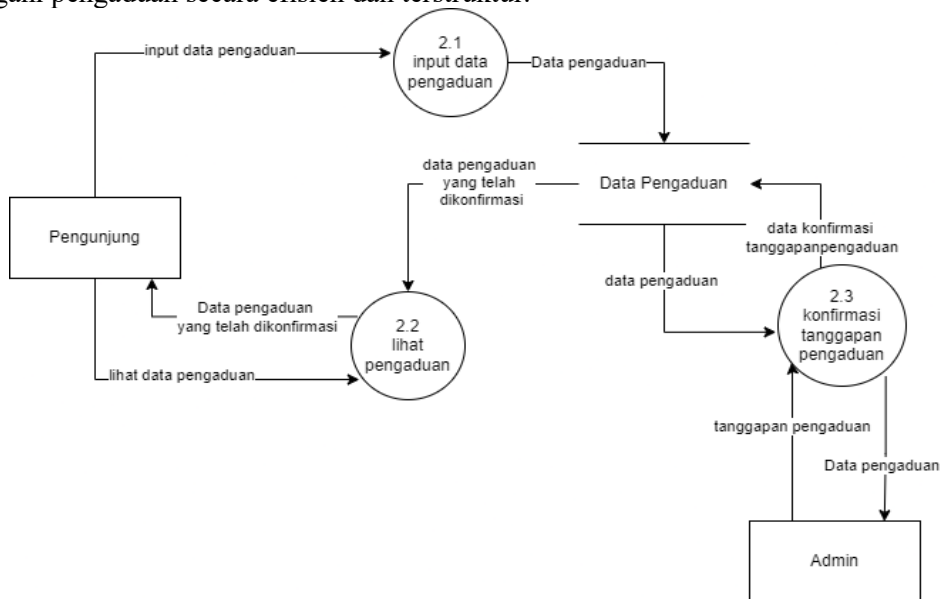 pengaduan secara efisien dan terstruktur.
input data pengaduan
2.1
input data
pengaduan
Data pengaduan
data pengaduan
yang telah
dikonfirmasi
Data Pengaduan
Pengunjung
data konfirmasi
tanggapanpengaduan
data pengaduan
Data pengaduan
yang telah dikonfirmasi
2.2
lihat
pengaduan
2.3
konfirmasi
tanggapan
pengaduan
lihat data pengaduan
tanggapan pengaduan
Data pengaduan
Admin